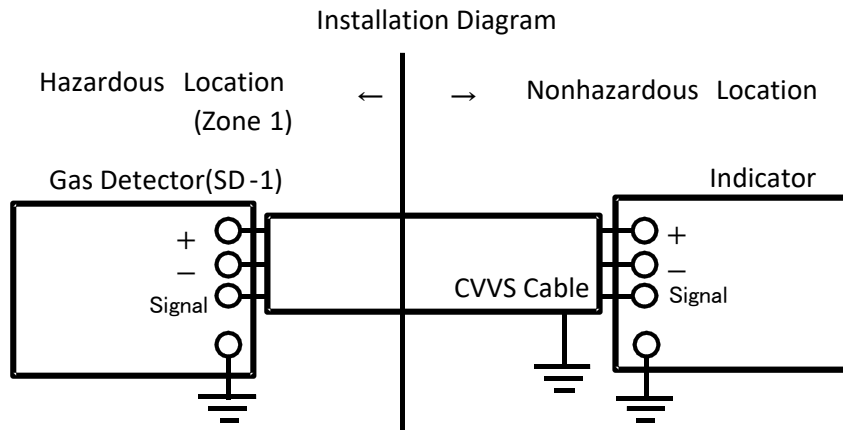 Installation Diagram
Hazardous Location
(Zone 1)
← →
Nonhazardous Location
Gas Detector(SD-1)
Indicator
+
−
Signal
CVVS Cable
+
−
Signal